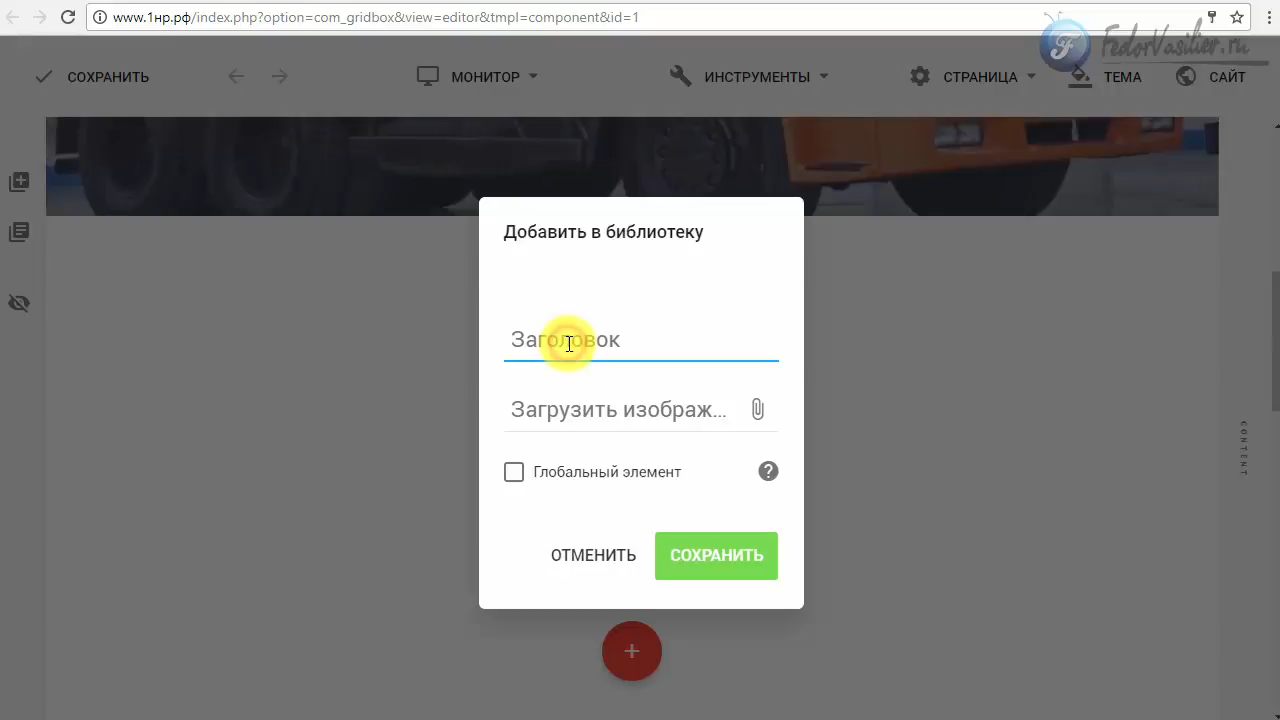 www.1нр.рф/index.php?option=com_gridbox&view=editor&tmpl=component&id=1
FedorVasiliev.ru
СОХРАНИТЬ
МОНИТОР
ИНСТРУМЕНТЫ
СТРАНИЦА
ТЕМА
САЙТ
Добавить в библиотеку
Заголовок
Загрузить изображ...
Глобальный элемент
ОТМЕНИТЬ
СОХРАНИТЬ
CONTENT